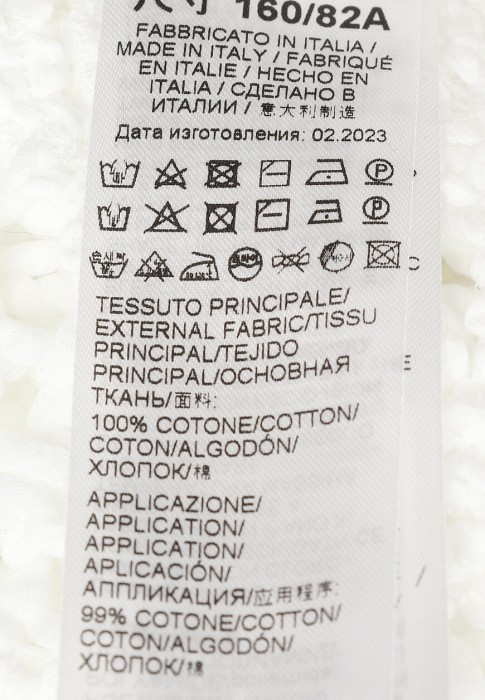 尺寸 160/82A
FABBRICATO IN ITALIA /
MADE IN ITALY / FABRIQUÉ
EN ITALIE / HECHO EN
ITALIA / СДЕЛАНО В
ИТАЛИИ / 意大利制造
Дата изготовления: 02.2023
P
P
TESSUTO PRINCIPALE/
EXTERNAL FABRIC/TISSU
PRINCIPAL/TEJIDO
PRINCIPAL/ОСНОВНАЯ
ТКАНЬ/面料:
100% COTONE/COTTON/
COTON/ALGODÓN/
ХЛОПОК/棉
APPLICAZIONE/
APPLICATION/
APPLICATION/
APLICACIÓN/
АППЛИКАЦИЯ/应用程序:
99% COTONE/COTTON/
COTON/ALGODÓN/
ХЛОПОК/棉